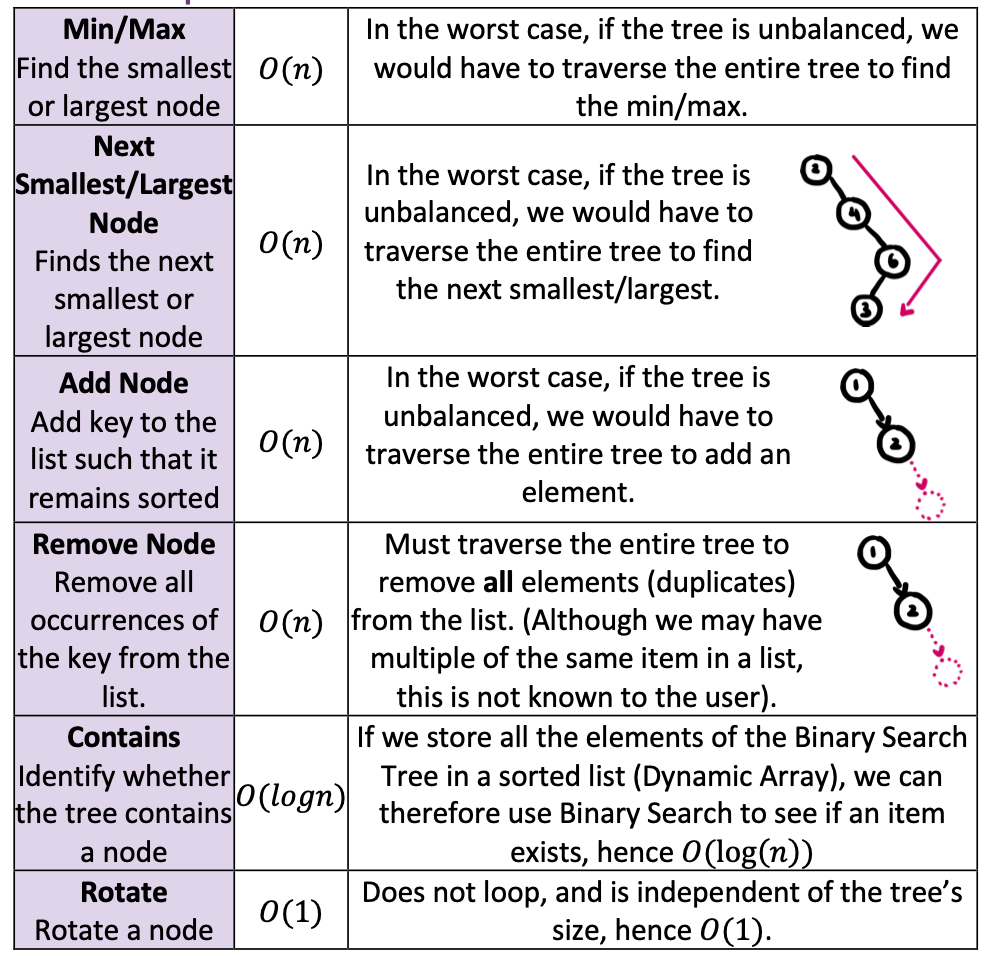 Min/Max
Find the smallest
or largest node
O(n)
In the worst case, if the tree is unbalanced, we
would have to traverse the entire tree to find
the min/max.
Next
Smallest/Largest
Node
Finds the next
smallest or
largest node
O(n)
In the worst case, if the tree is
unbalanced, we would have to
traverse the entire tree to find
the next smallest/largest.
2
4
6
3
Add Node
Add key to the
list such that it
remains sorted
O(n)
In the worst case, if the tree is
unbalanced, we would have to
traverse the entire tree to add an
element.
1
2
Remove Node
Remove all
occurrences of
the key from the
list.
O(n)
Must traverse the entire tree to
remove all elements (duplicates)
from the list. (Although we may have
multiple of the same item in a list,
this is not known to the user).
1
2
Contains
Identify whether
the tree contains
a node
O(logn)
If we store all the elements of the Binary Search
Tree in a sorted list (Dynamic Array), we can
therefore use Binary Search to see if an item
exists, hence O(log(n))
Rotate
Rotate a node
O(1)
Does not loop, and is independent of the tree's
size, hence O(1).